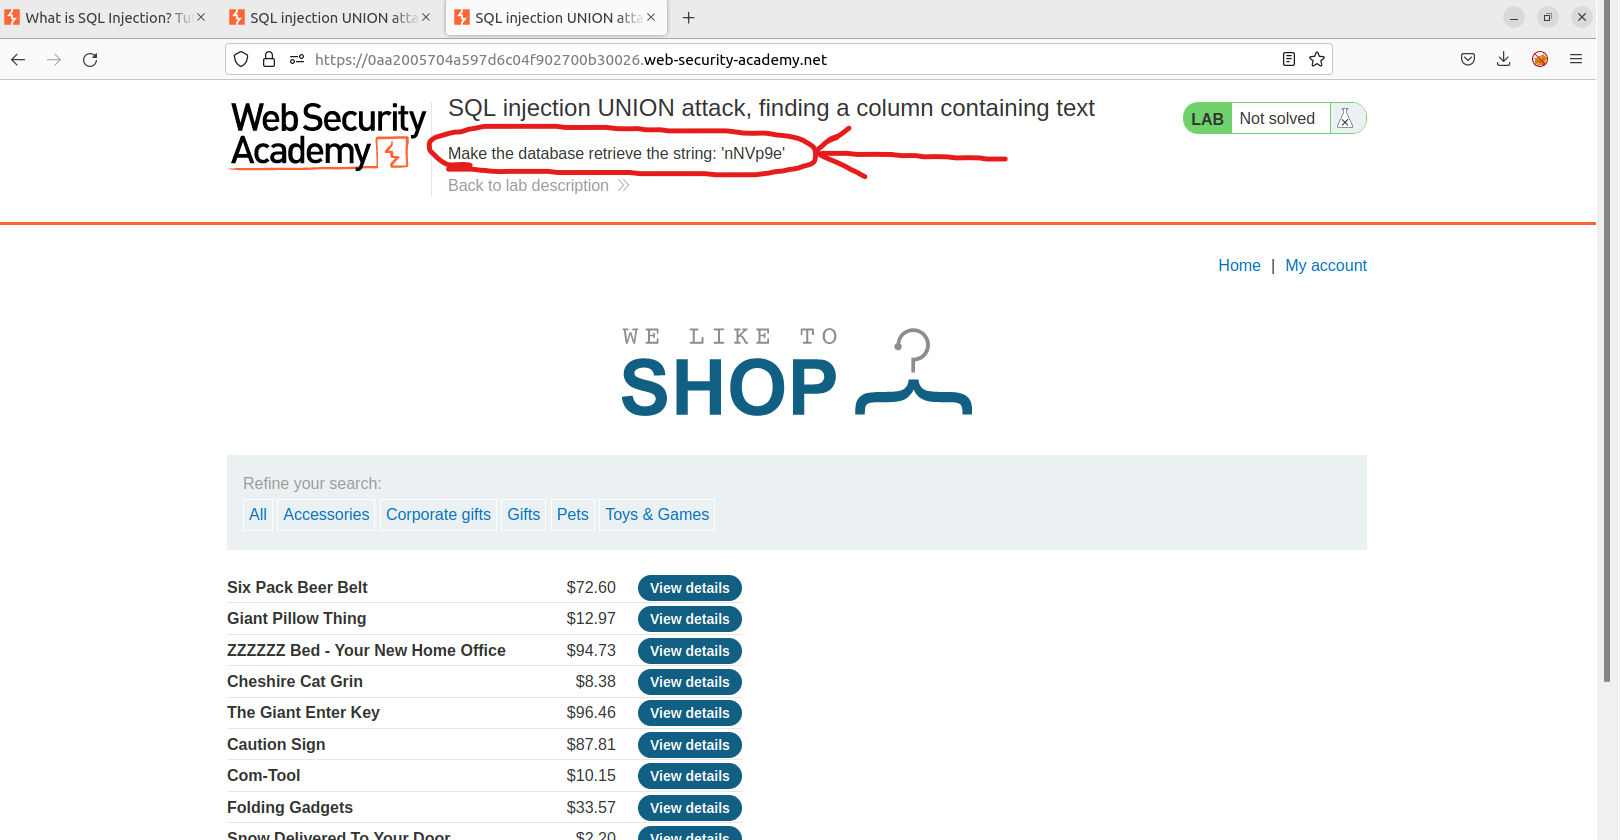 What is SQL Injection? Tu
SQL injection UNION atta
SQL injection UNION atta
https://0aa2005704a597d6c04f902700b30026.web-security-academy.net
Web Security
Academy
SQL injection UNION attack, finding a column containing text
Make the database retrieve the string: 'nNVp9e'
Back to lab description
LAB Not solved
Home | My account
WE LIKE TO
SHOP
Refine your search:
All Accessories Corporate gifts Gifts Pets Toys & Games
Six Pack Beer Belt $72.60 View details
Giant Pillow Thing $12.97 View details
ZZZZZZ Bed - Your New Home Office $94.73 View details
Cheshire Cat Grin $8.38 View details
The Giant Enter Key $96.46 View details
Caution Sign $87.81 View details
Com-Tool $10.15 View details
Folding Gadgets $33.57 View details
Snow Delivered To Your Door $2.20 View details